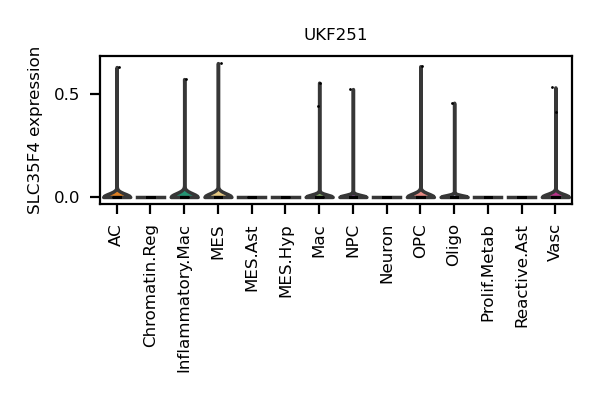 UKF251
SLC35F4 expression
0.5
0.0
AC
Chromatin.Reg
Inflammatory.Mac
MES
MES.Ast
MES.Hyp
Mac
NPC
Neuron
OPC
Oligo
Prolif.Metab
Reactive.Ast
Vasc